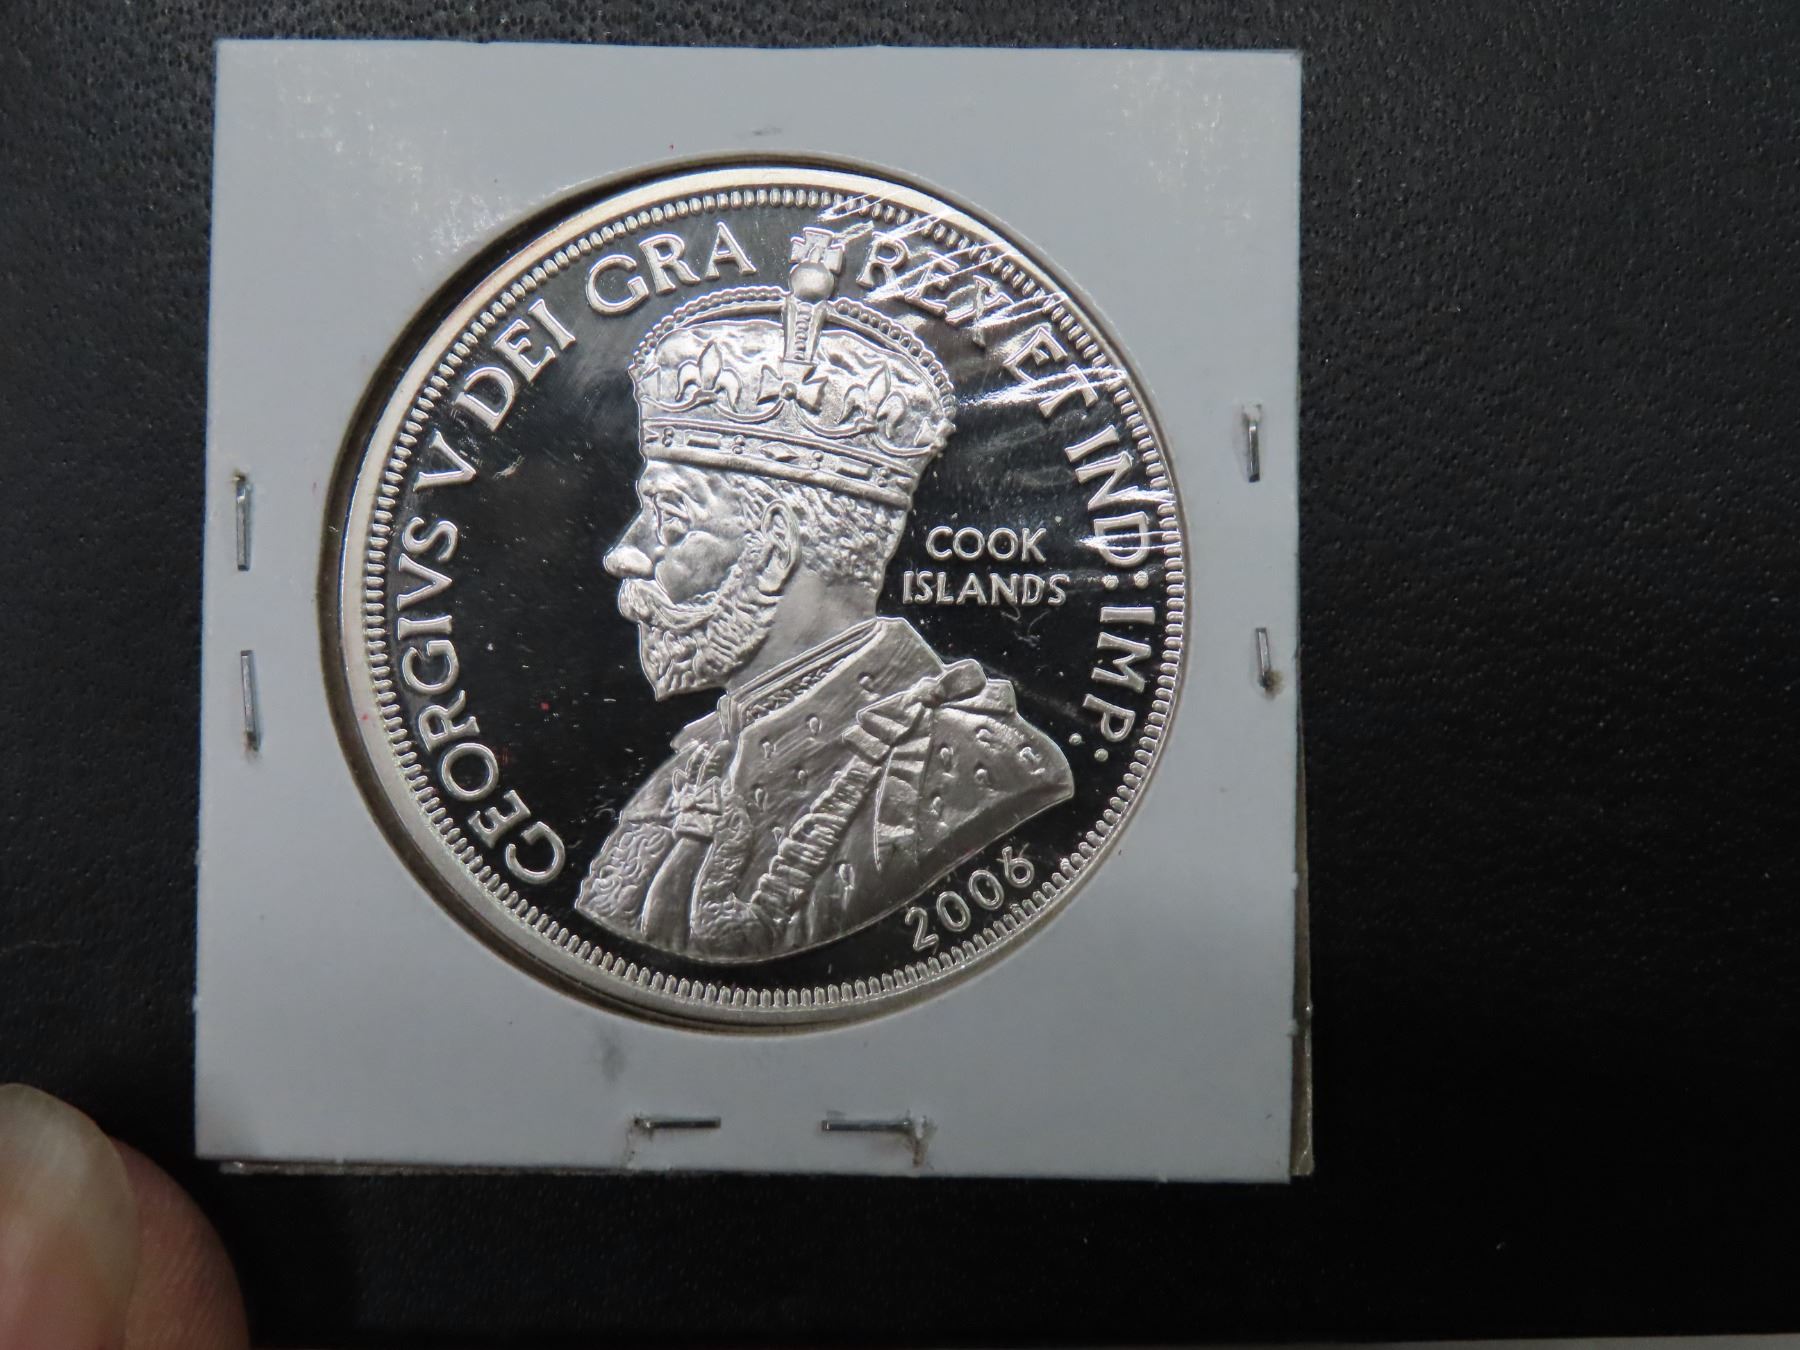 GEORGIVS V DEI GRA REX ET IND: IMP:
COOK
ISLANDS
2006